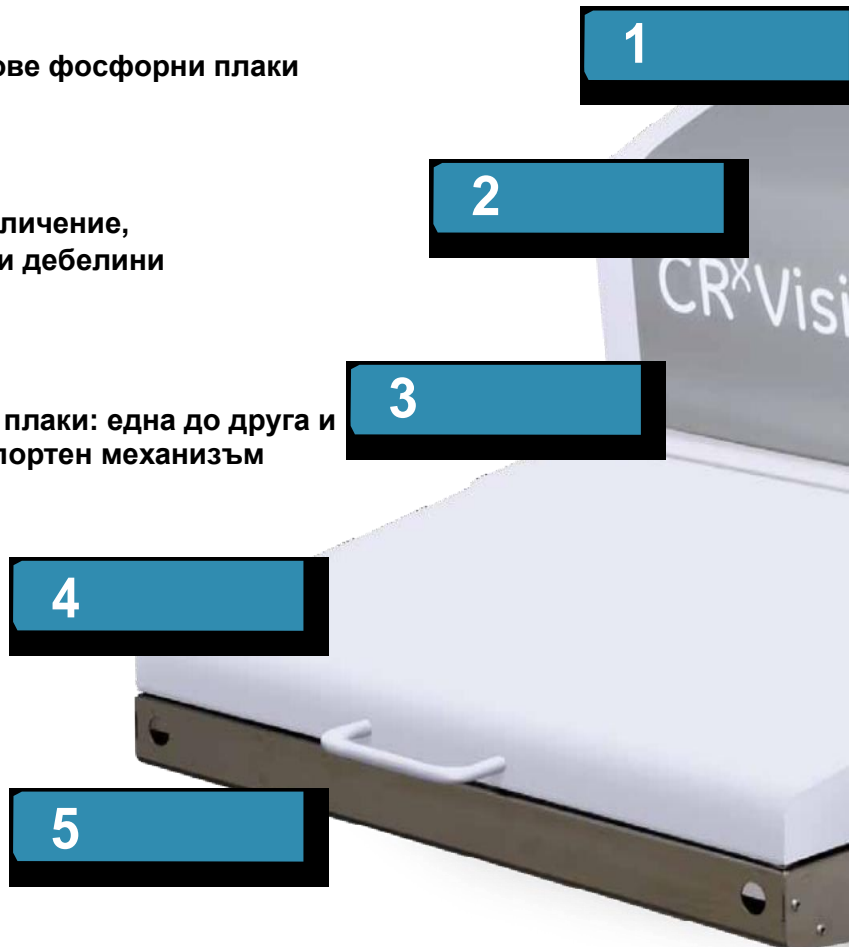 1
ове фосфорни плаки
2
личение,
и дебелини
CRxVisi
3
плаки: една до друга и
портен механизъм
4
5